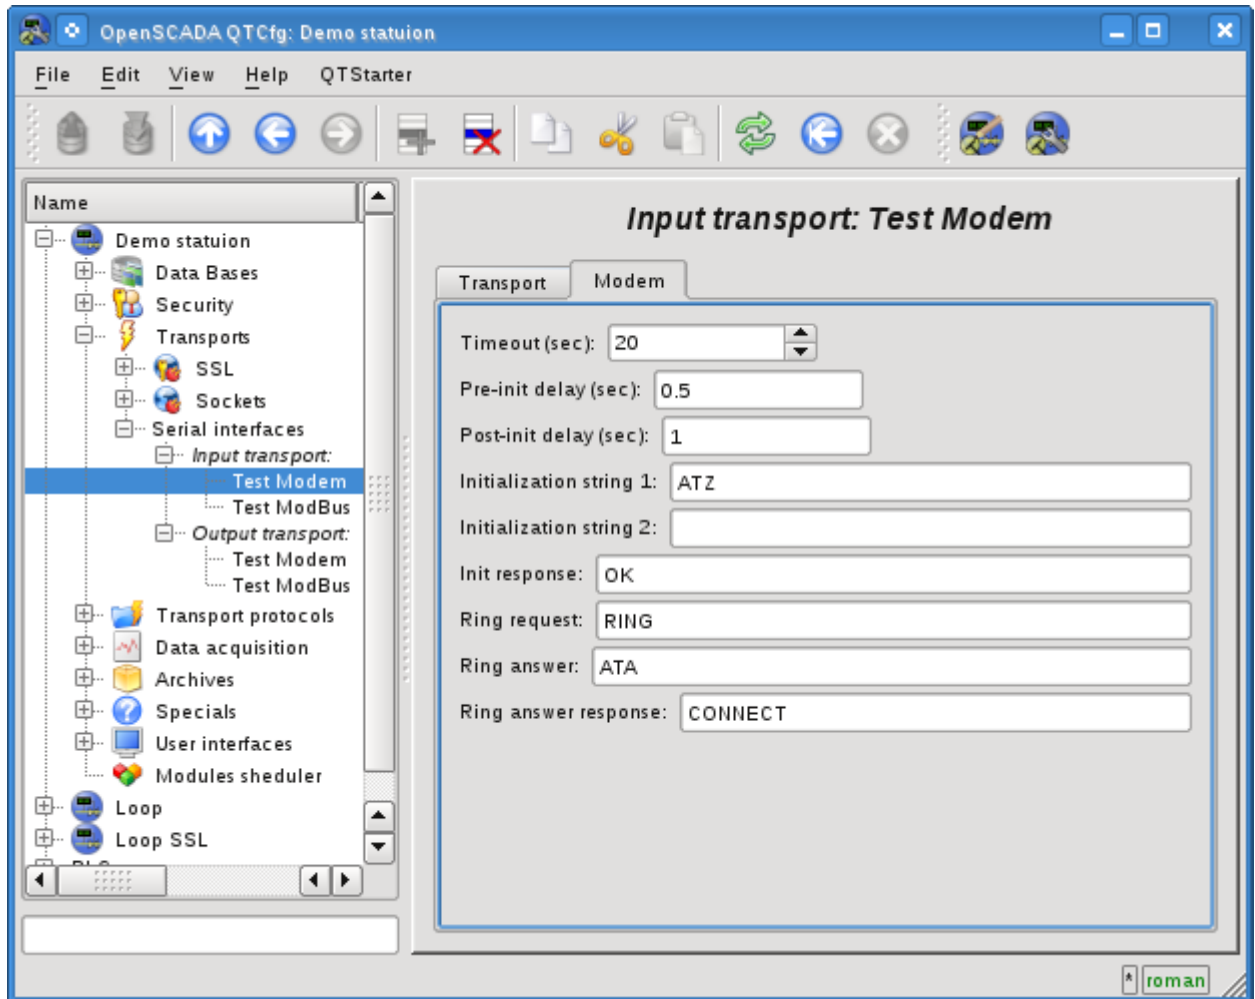 OpenSCADA QTCfg: Demo statuion
File Edit View Help QTStarter
Name
Demo statuion
Data Bases
Security
Transports
SSL
Sockets
Serial interfaces
Input transport:
Test Modem
Test ModBus
Output transport:
Test Modem
Test ModBus
Transport protocols
Data acquisition
Archives
Specials
User interfaces
Modules sheduler
Loop
Loop SSL
Input transport: Test Modem
Transport Modem
Timeout (sec): 20
Pre-init delay (sec): 0.5
Post-init delay (sec): 1
Initialization string 1: ATZ
Initialization string 2:
Init response: OK
Ring request: RING
Ring answer: ATA
Ring answer response: CONNECT
* roman